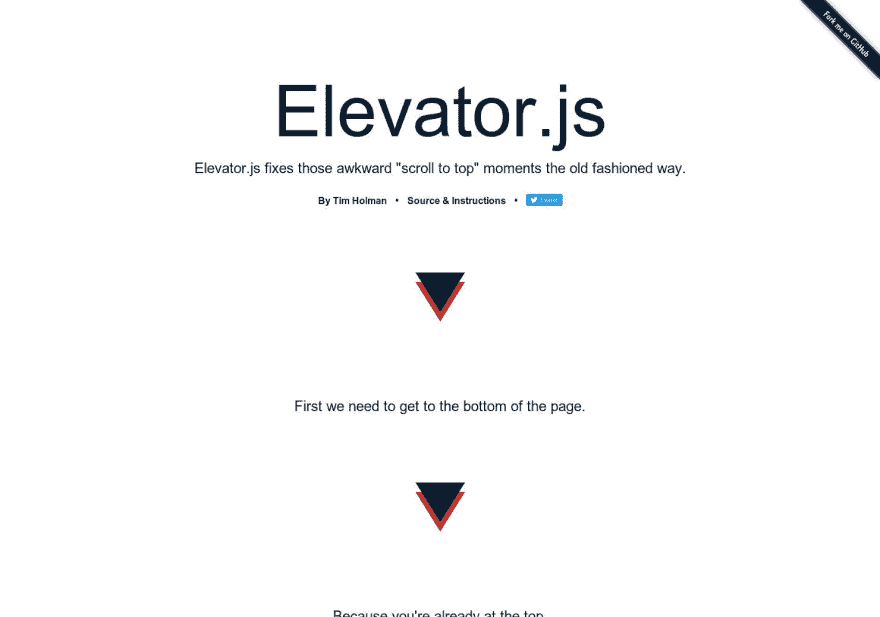 Fork me on GitHub
Elevator.js
Elevator.js fixes those awkward "scroll to top" moments the old fashioned way.
By Tim Holman • Source & Instructions •
First we need to get to the bottom of the page.
Because you're already at the top